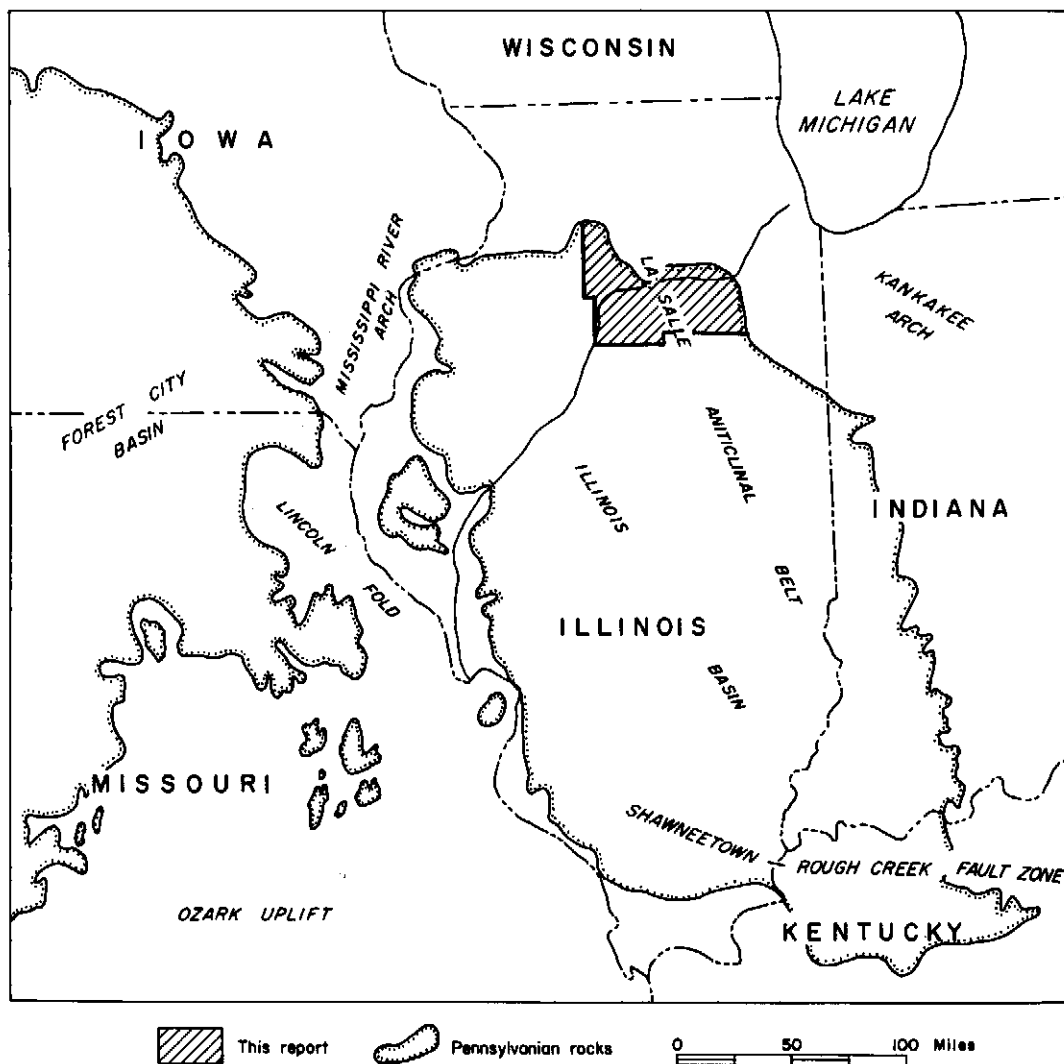 WISCONSIN
LAKE
MICHIGAN
IOWA
MISSISSIPPI RIVER
ARCH
LA SALLE
KANKAKEE
ARCH
FOREST CITY
BASIN
ANITICLINAL
ILLINOIS
INDIANA
LINCOLN
FOLD
BELT
ILLINOIS
BASIN
MISSOURI
SHAWNEETOWN
ROUGH CREEK FAULT ZONE
OZARK UPLIFT
KENTUCKY
This report
Pennsylvanian rocks
0 50 100 Miles